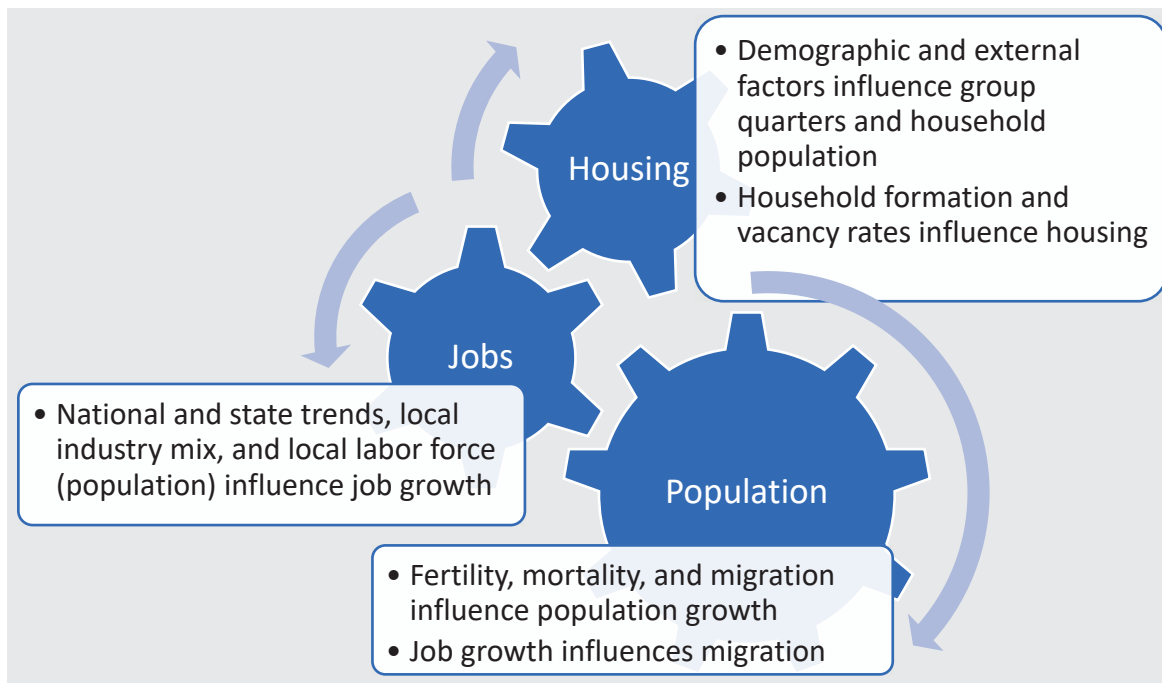 Housing
• Demographic and external
factors influence group
quarters and household
population
• Household formation and
vacancy rates influence housing
Jobs
• National and state trends, local
industry mix, and local labor force
(population) influence job growth
Population
• Fertility, mortality, and migration
influence population growth
• Job growth influences migration